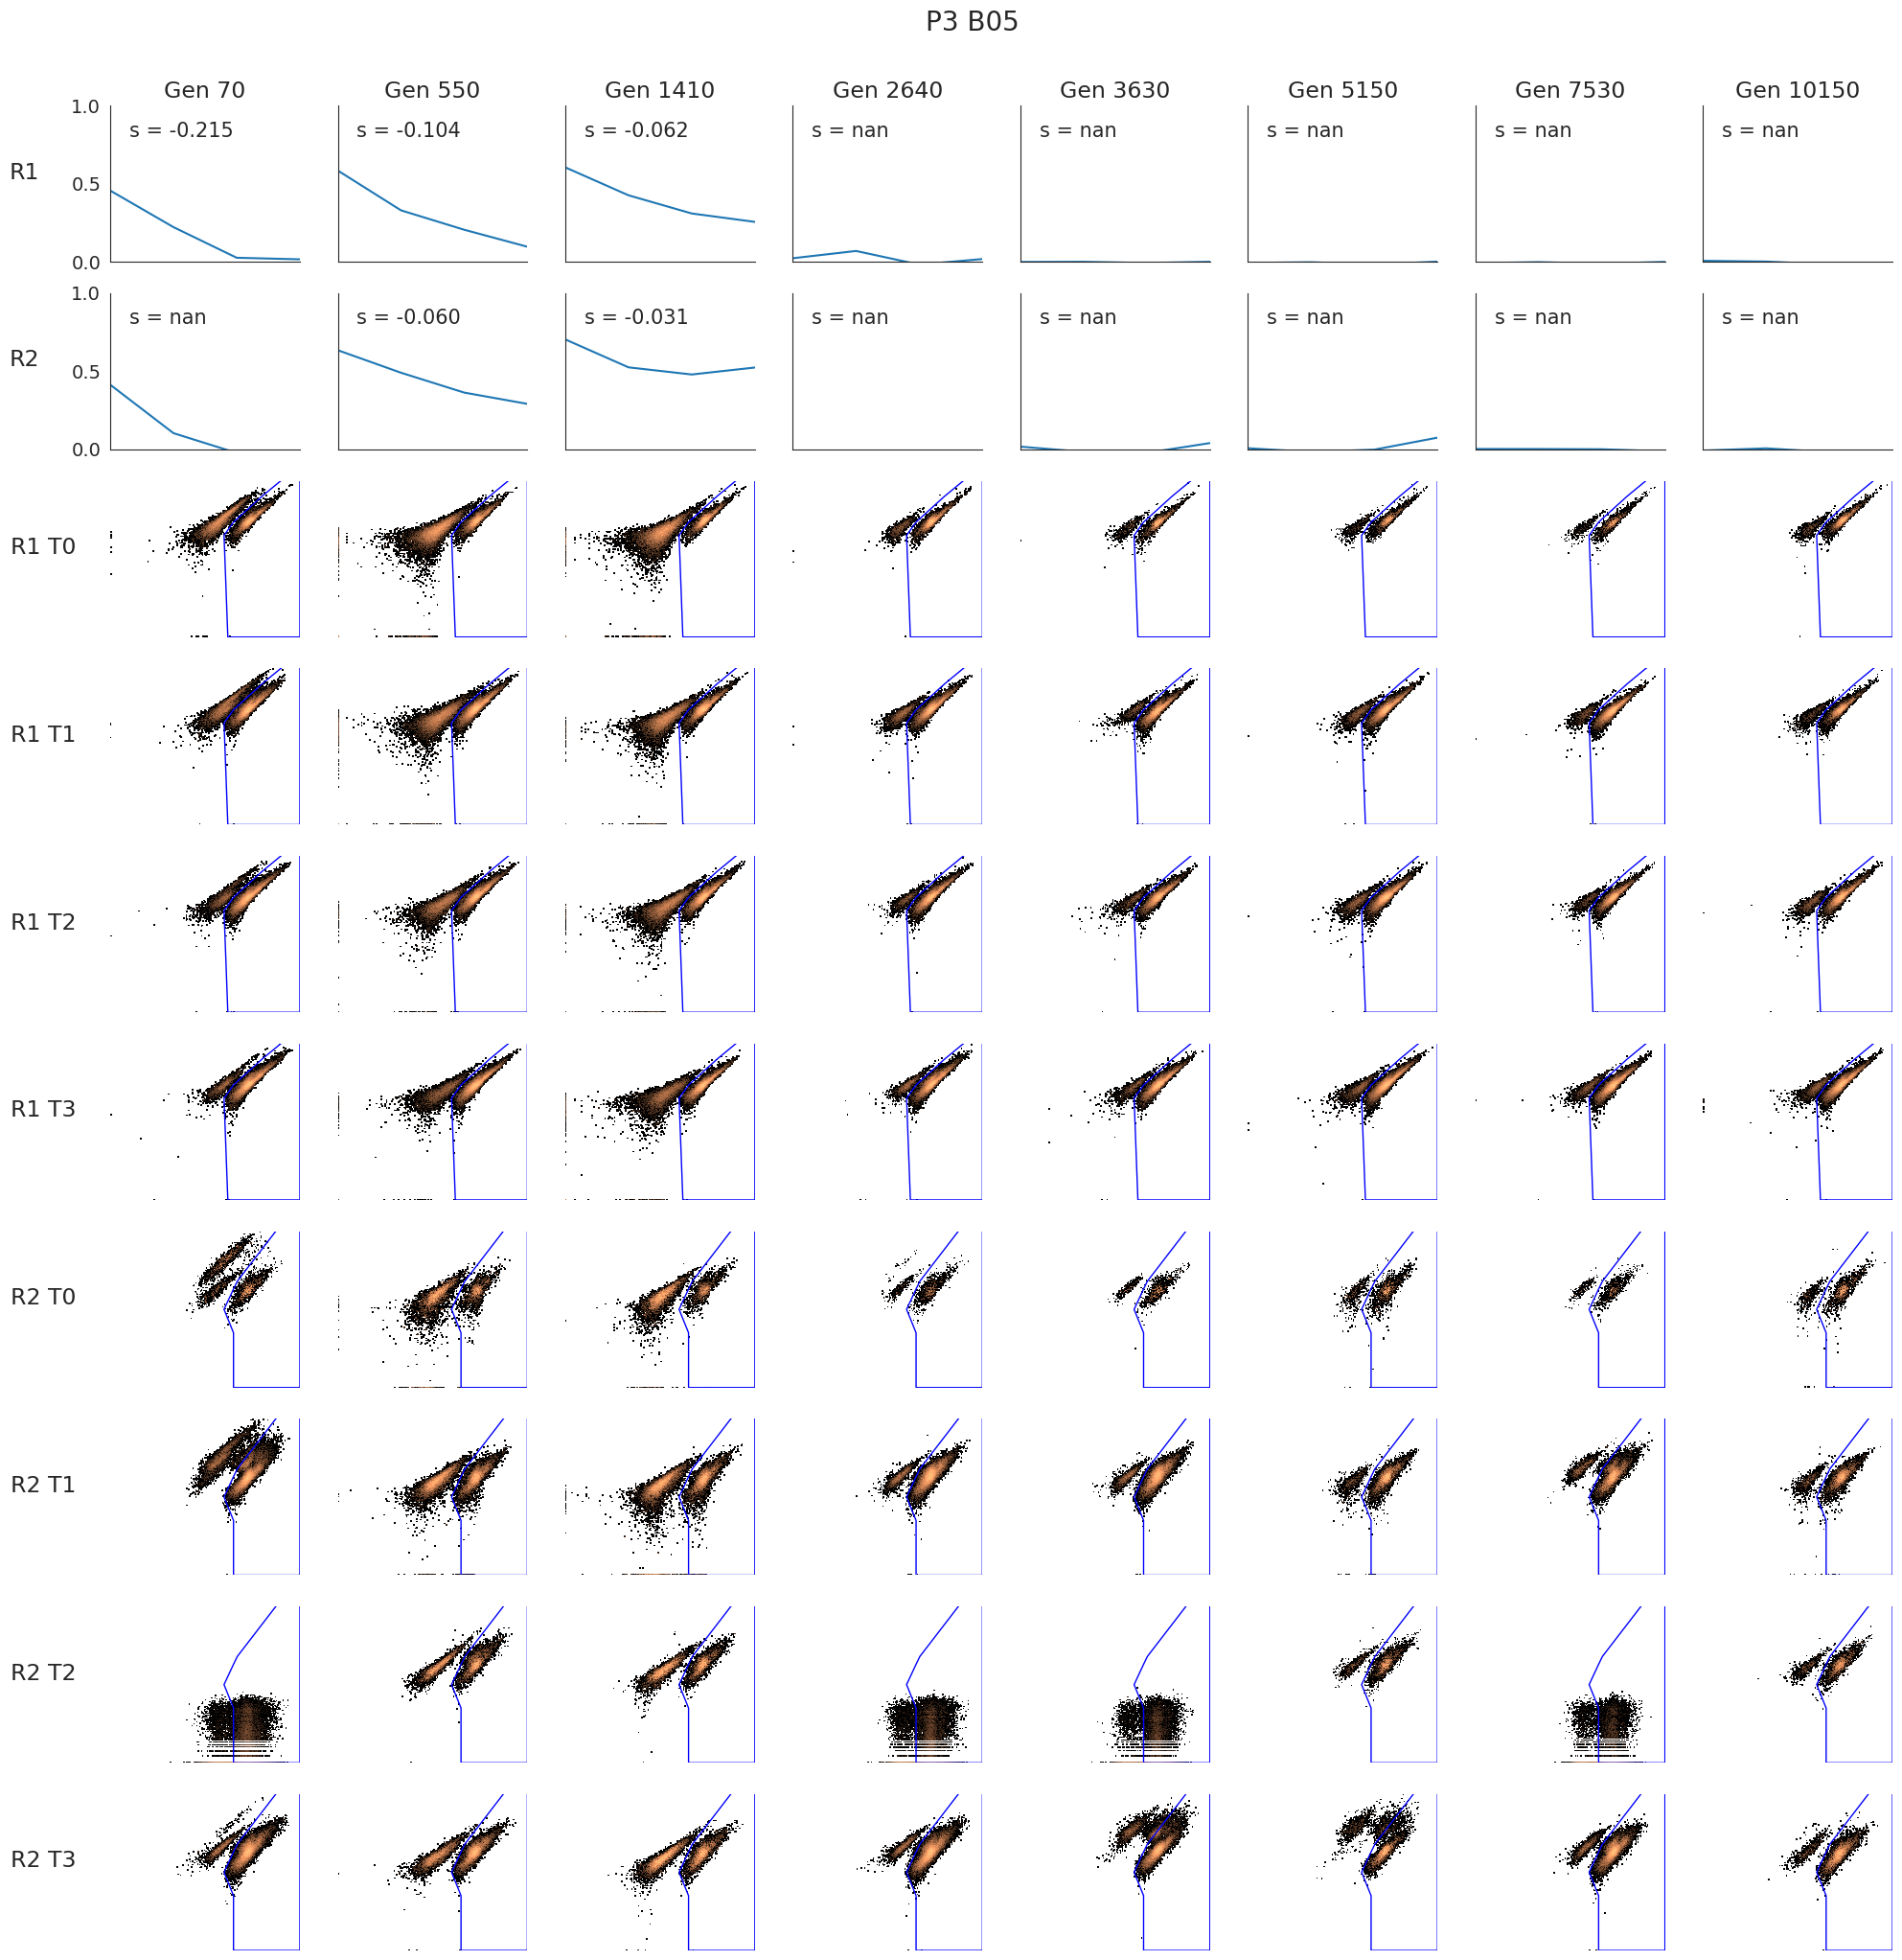 P3 B05
Gen 70 Gen 550 Gen 1410 Gen 2640 Gen 3630 Gen 5150 Gen 7530 Gen 10150
1.0
s = -0.215 s = -0.104 s = -0.062 s = nan s = nan s = nan s = nan s = nan
R1
0.5
0.0
1.0
s = nan s = -0.060 s = -0.031 s = nan s = nan s = nan s = nan s = nan
R2
0.5
0.0
R1 T0
R1 T1
R1 T2
R1 T3
R2 T0
R2 T1
R2 T2
R2 T3